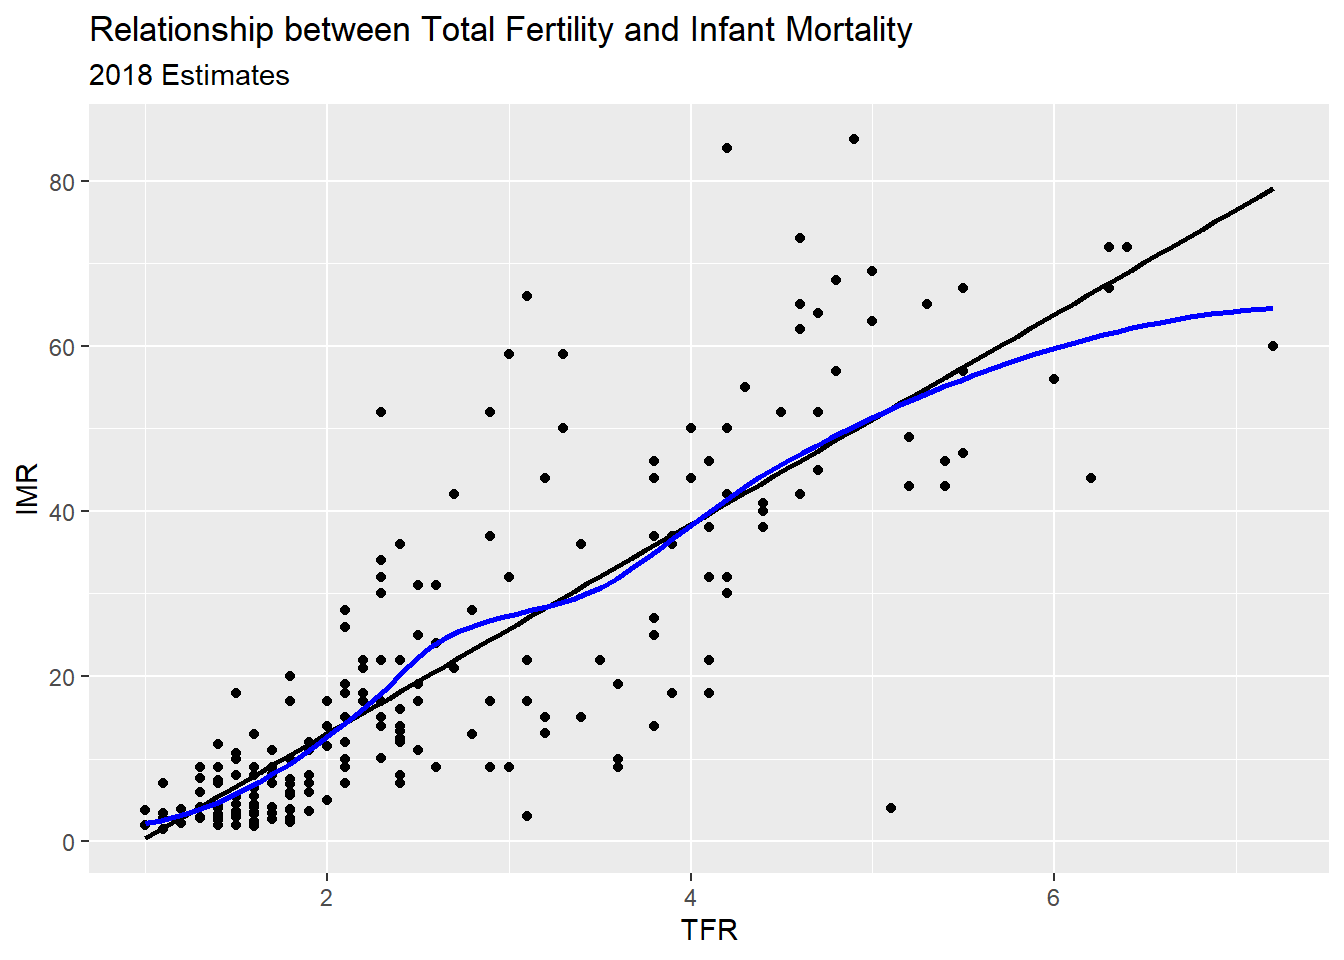 Relationship between Total Fertility and Infant Mortality
2018 Estimates
80
60
40
20
0
IMR
2
4
6
TFR